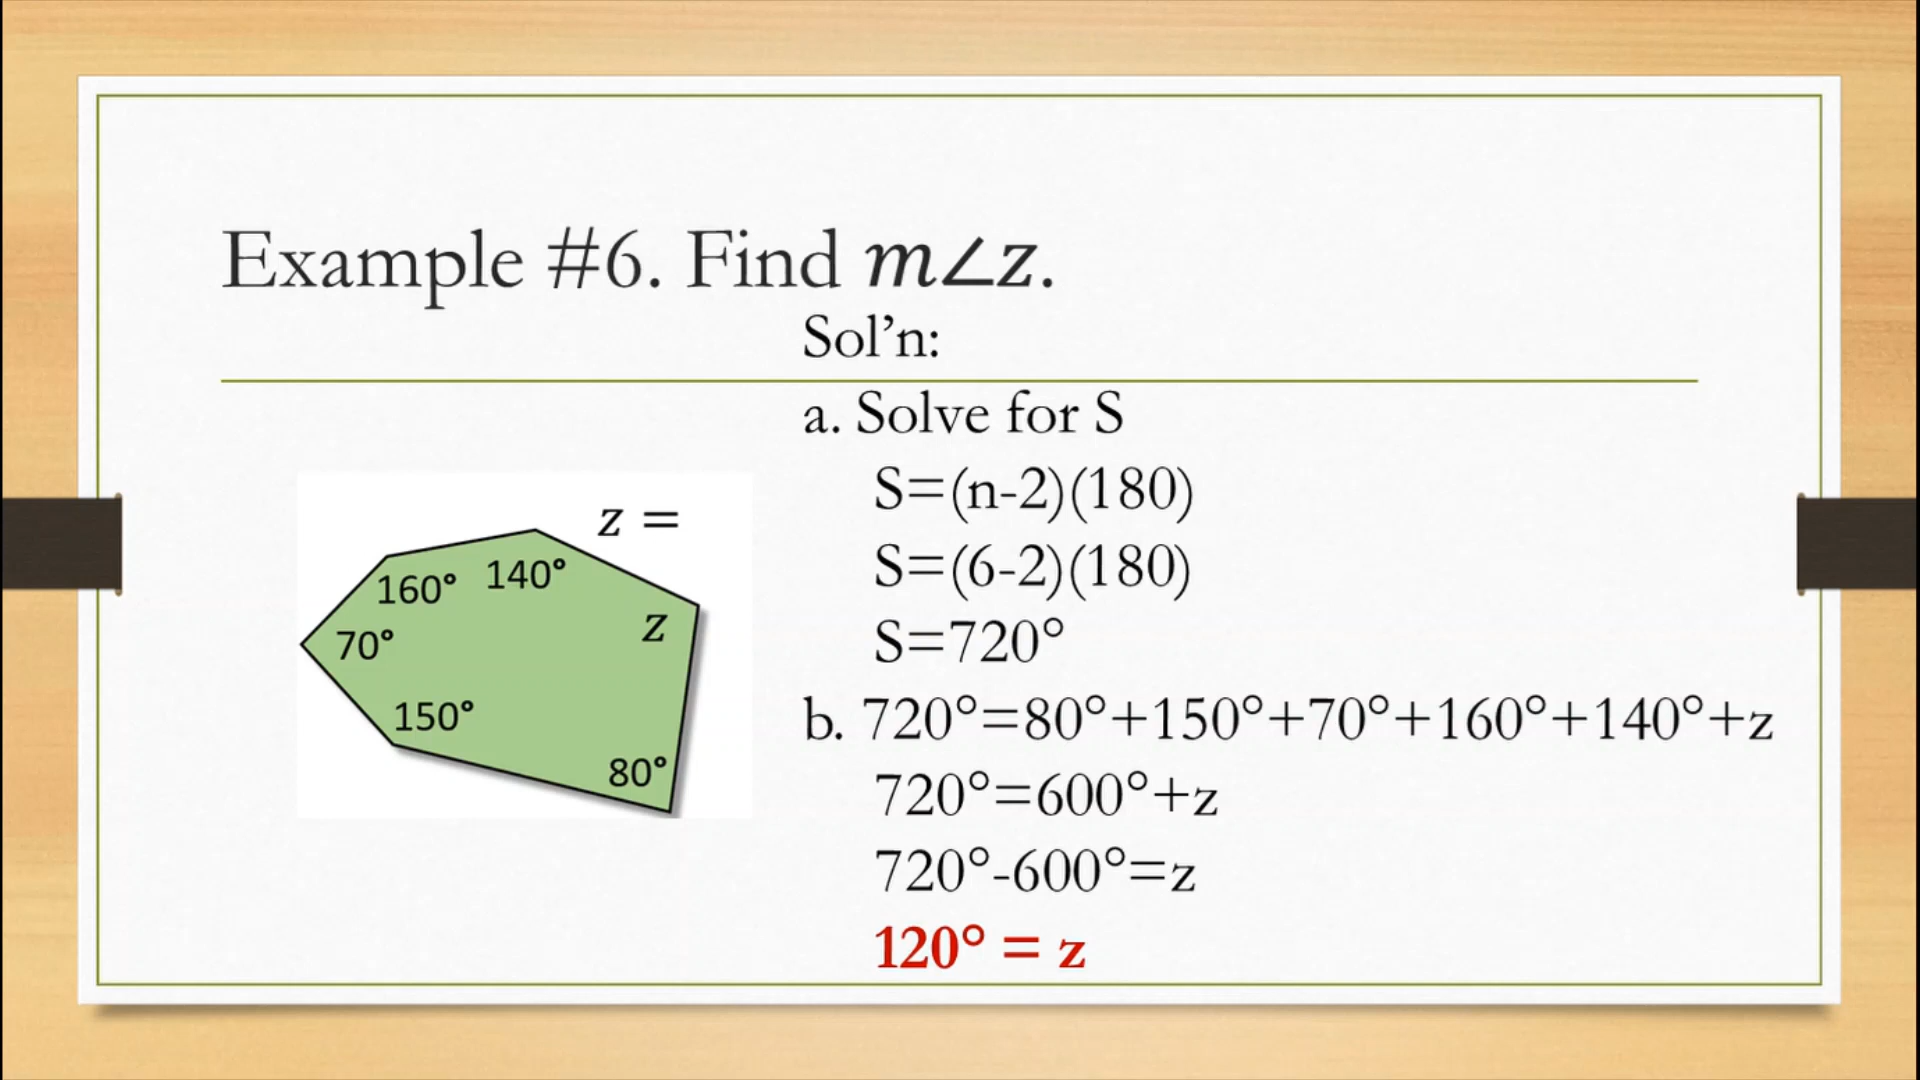 Example #6. Find m∠z.
Sol’n:
a. Solve for S
S=(n-2)(180)
S=(6-2)(180)
S=720°
b. 720°=80°+150°+70°+160°+140°+z
720°=600°+z
720°-600°=z
120° = z
z =
160° 140°
z
70°
150°
80°